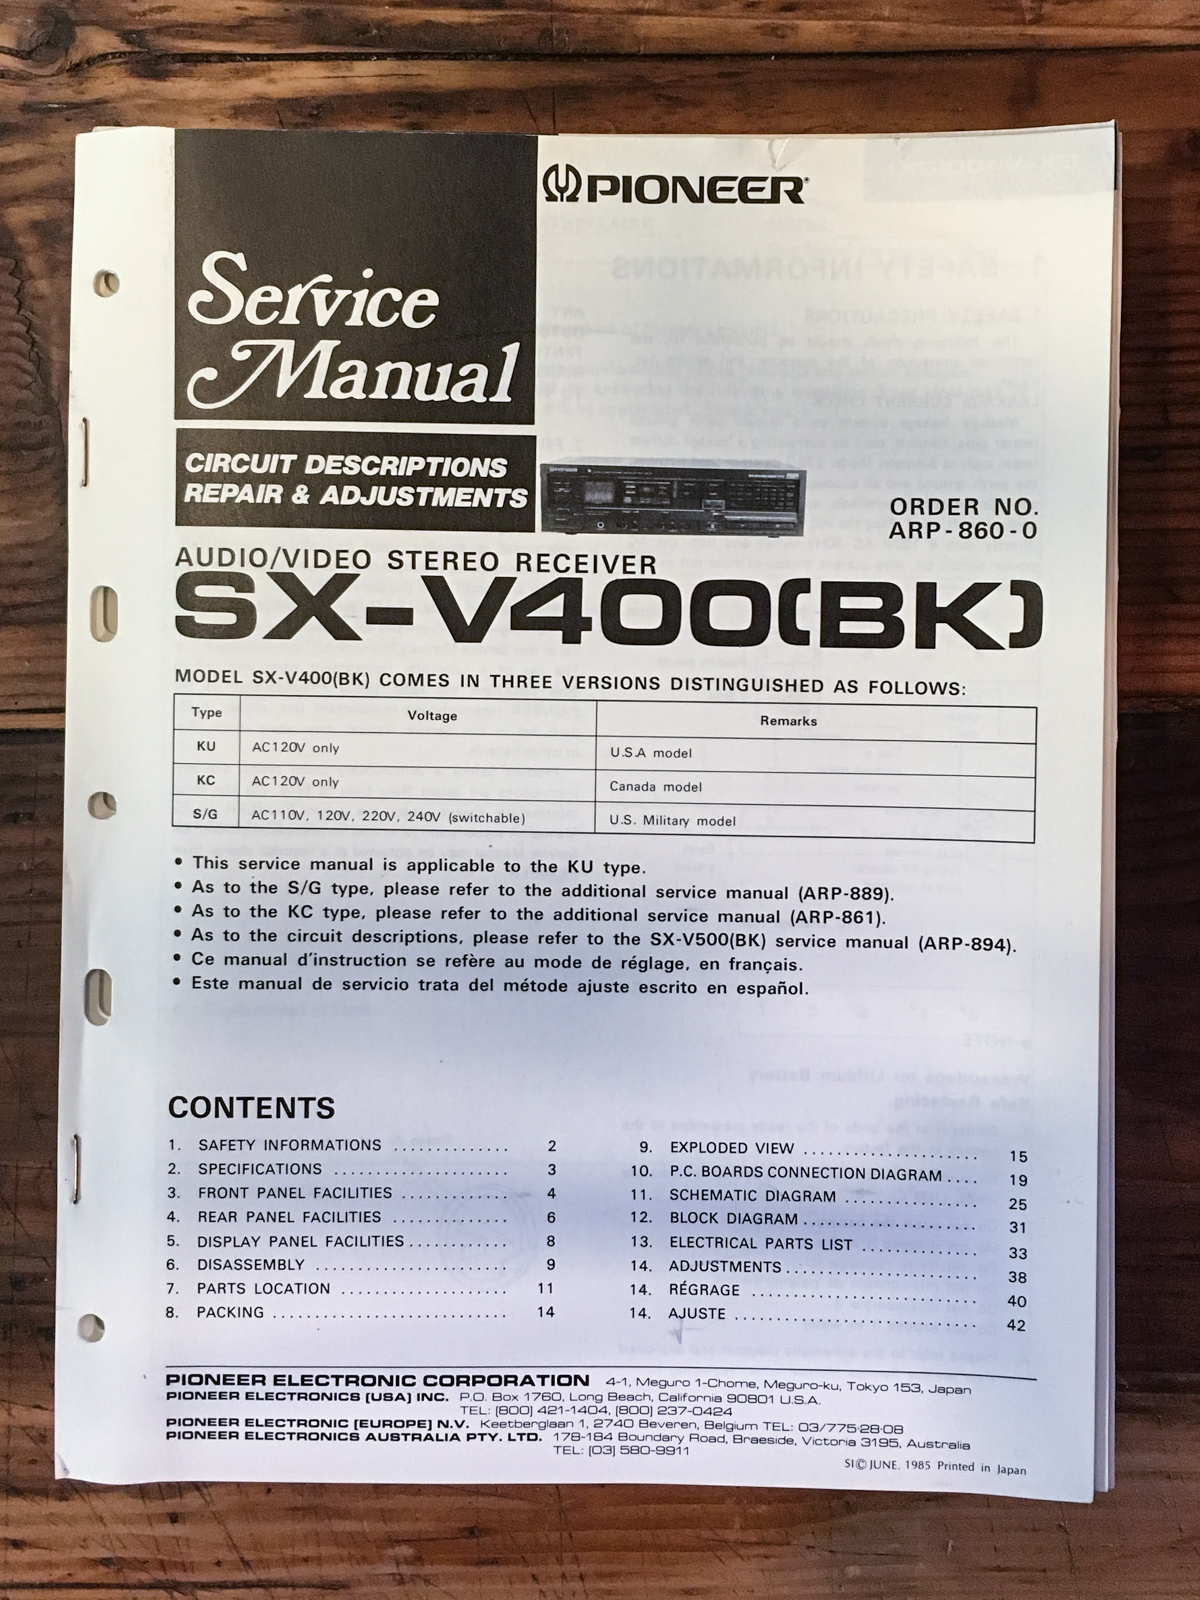 PIONEER
Service
Manual
CIRCUIT DESCRIPTIONS
REPAIR & ADJUSTMENTS
ORDER NO.
ARP-860-0
AUDIO/VIDEO STEREO RECEIVER
SX-V400(BK)
MODEL SX-V400(BK) COMES IN THREE VERSIONS DISTINGUISHED AS FOLLOWS:
Type Voltage Remarks
KU AC120V only U.S.A model
KC AC120V only Canada model
S/G AC110V, 120V, 220V, 240V (switchable) U.S. Military model
• This service manual is applicable to the KU type.
• As to the S/G type, please refer to the additional service manual (ARP-889).
• As to the KC type, please refer to the additional service manual (ARP-861).
• As to the circuit descriptions, please refer to the SX-V500(BK) service manual (ARP-894).
• Ce manual d'instruction se refère au mode de réglage, en français.
• Este manual de servicio trata del método ajuste escrito en español.
CONTENTS
1. SAFETY INFORMATIONS .............. 2
2. SPECIFICATIONS ..................... 3
3. FRONT PANEL FACILITIES ............. 4
4. REAR PANEL FACILITIES .............. 6
5. DISPLAY PANEL FACILITIES ............ 8
6. DISASSEMBLY ....................... 9
7. PARTS LOCATION .................... 11
8. PACKING ............................ 14
9. EXPLODED VIEW ..................... 15
10. P.C. BOARDS CONNECTION DIAGRAM .... 19
11. SCHEMATIC DIAGRAM ................ 25
12. BLOCK DIAGRAM ..................... 31
13. ELECTRICAL PARTS LIST .............. 33
14. ADJUSTMENTS ....................... 38
14. RÉGRAGE ........................... 40
14. AJUSTE ............................. 42
PIONEER ELECTRONIC CORPORATION 4-1, Meguro 1-Chome, Meguro-ku, Tokyo 153, Japan
PIONEER ELECTRONICS [USA] INC. P.O. Box 1760, Long Beach, California 90801 U.S.A.
TEL: [800] 421-1404, [800] 237-0424
PIONEER ELECTRONIC [EUROPE] N.V. Keetberglaan 1, 2740 Beveren, Belgium TEL: 03/775·28·08
PIONEER ELECTRONICS AUSTRALIA PTY. LTD. 178-184 Boundary Road, Braeside, Victoria 3195, Australia
TEL: [03] 580-9911
SI © JUNE. 1985 Printed in Japan